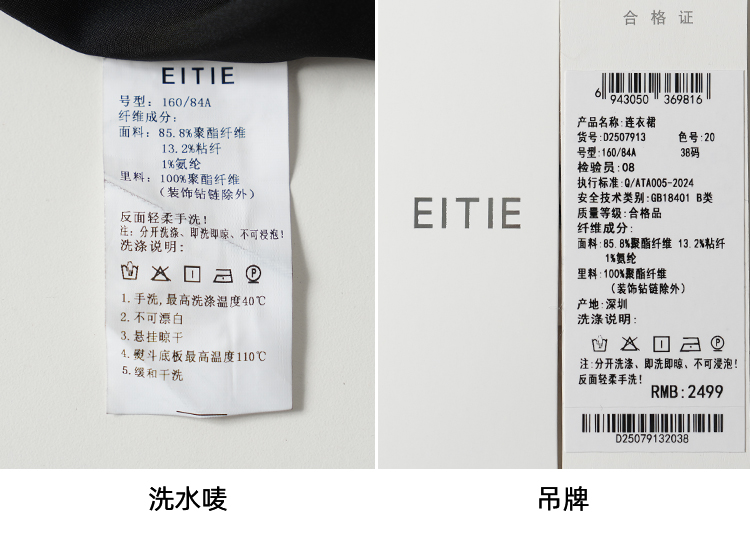 EITIE
号型：160/84A
纤维成分：
面料：85.8%聚酯纤维
13.2%粘纤
1%氨纶
里料：100%聚酯纤维
（装饰钻链除外）
反面轻柔手洗！
注：分开洗涤、即洗即晾、不可浸泡！
洗涤说明：
1.手洗,最高洗涤温度40℃
2.不可漂白
3.悬挂晾干
4.熨斗底板最高温度110℃
5.缓和干洗
洗水唛
EITIE
合格证
6 943050 369816
产品名称:连衣裙
货号:D2507913 色号:20
号型:160/84A 38码
检验员:08
执行标准:Q/ATA005-2024
安全技术类别:GB18401 B类
质量等级:合格品
纤维成分:
面料:85.8%聚酯纤维 13.2%粘纤
1%氨纶
里料:100%聚酯纤维
（装饰钻链除外）
产地:深圳
洗涤说明:
P
注:分开洗涤、即洗即晾、不可浸泡!
反面轻柔手洗!
RMB:2499
D25079132038
吊牌